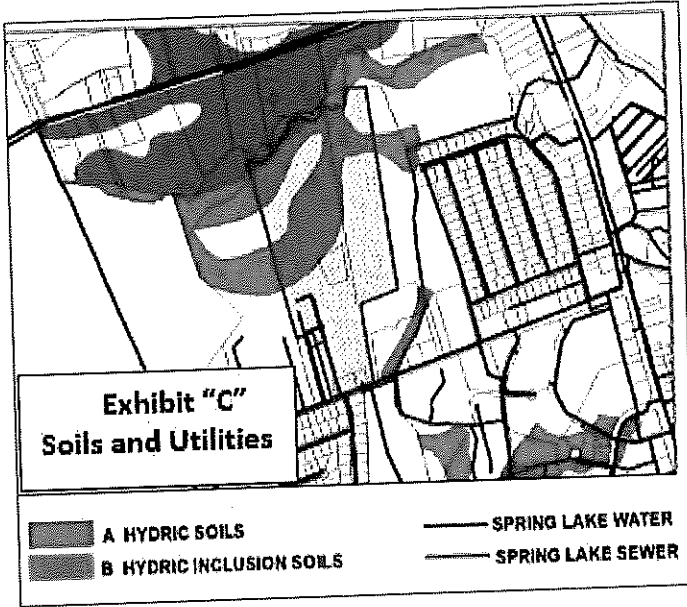 Exhibit "C"
Soils and Utilities
A HYDRIC SOILS
B HYDRIC INCLUSION SOILS
SPRING LAKE WATER
SPRING LAKE SEWER